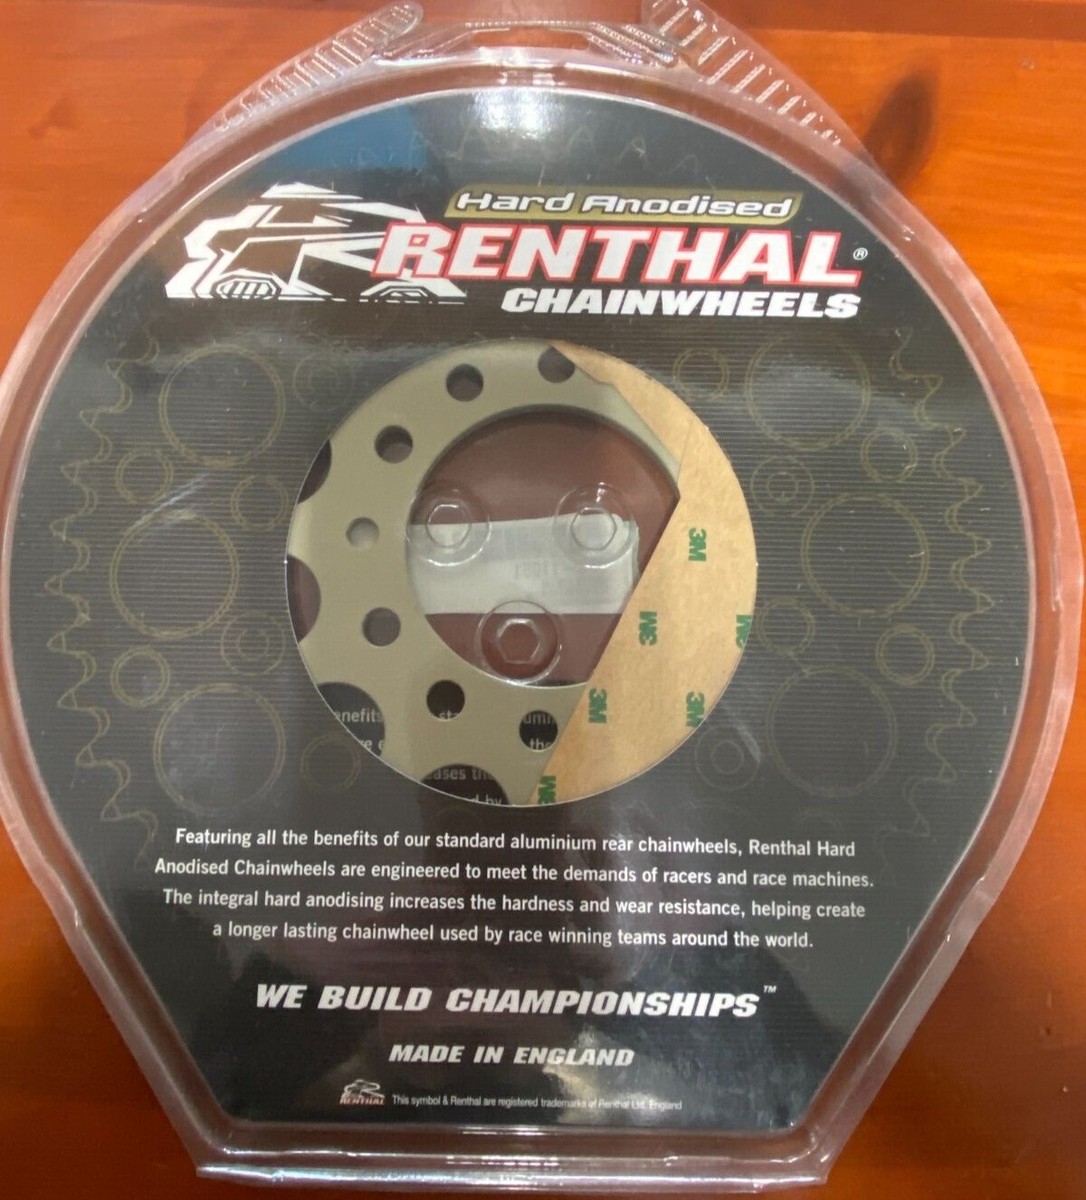 Hard Anodised
RENTHAL®
CHAINWHEELS
3M
3M
3M
3M
3M
3M
Featuring all the benefits of our standard aluminium rear chainwheels, Renthal Hard
Anodised Chainwheels are engineered to meet the demands of racers and race machines.
The integral hard anodising increases the hardness and wear resistance, helping create
a longer lasting chainwheel used by race winning teams around the world.
WE BUILD CHAMPIONSHIPS™
MADE IN ENGLAND
RENTHAL This symbol & Renthal are registered trademarks of Renthal Ltd. England